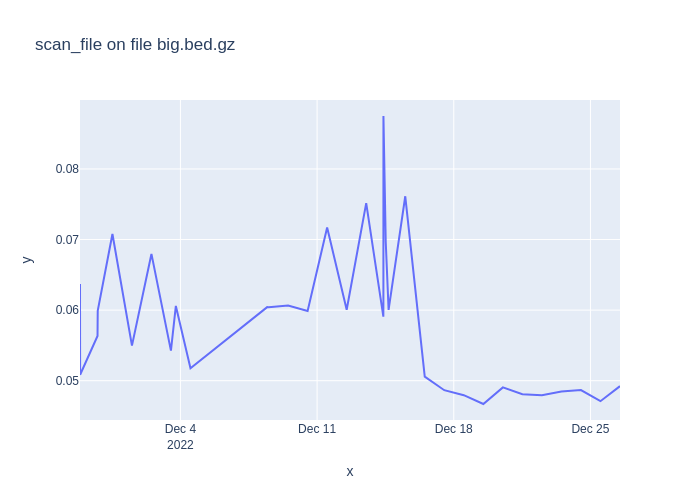 scan_file on file big.bed.gz
y
0.08
0.07
0.06
0.05
Dec 4
2022
Dec 11
Dec 18
Dec 25
x